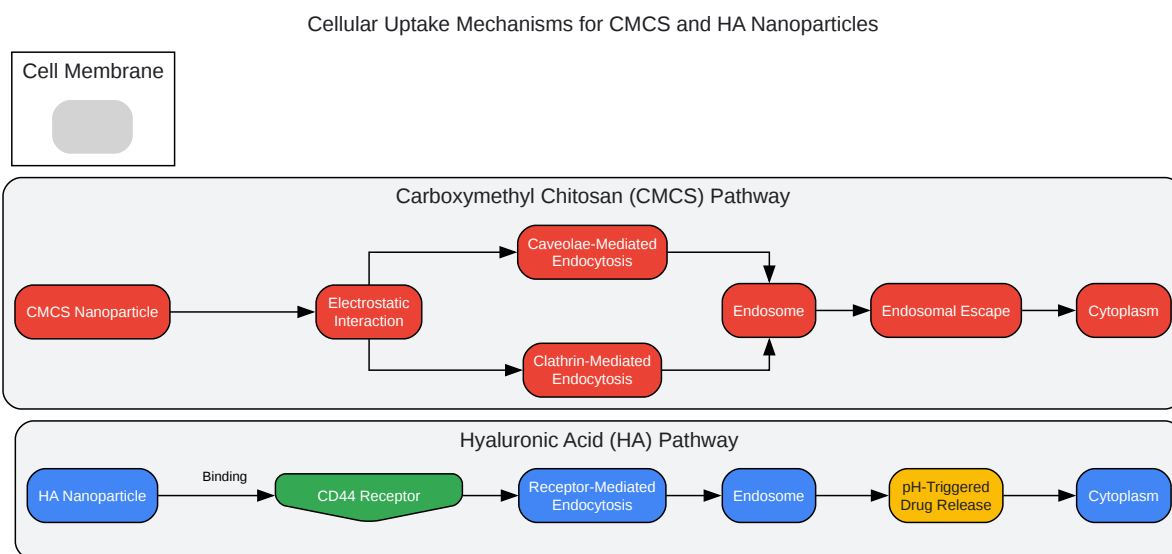 Cellular Uptake Mechanisms for CMCS and HA Nanoparticles
Cell Membrane
Carboxymethyl Chitosan (CMCS) Pathway
CMCS Nanoparticle
Electrostatic
Interaction
Caveolae-Mediated
Endocytosis
Clathrin-Mediated
Endocytosis
Endosome
Endosomal Escape
Cytoplasm
Hyaluronic Acid (HA) Pathway
HA Nanoparticle
Binding
CD44 Receptor
Receptor-Mediated
Endocytosis
Endosome
pH-Triggered
Drug Release
Cytoplasm